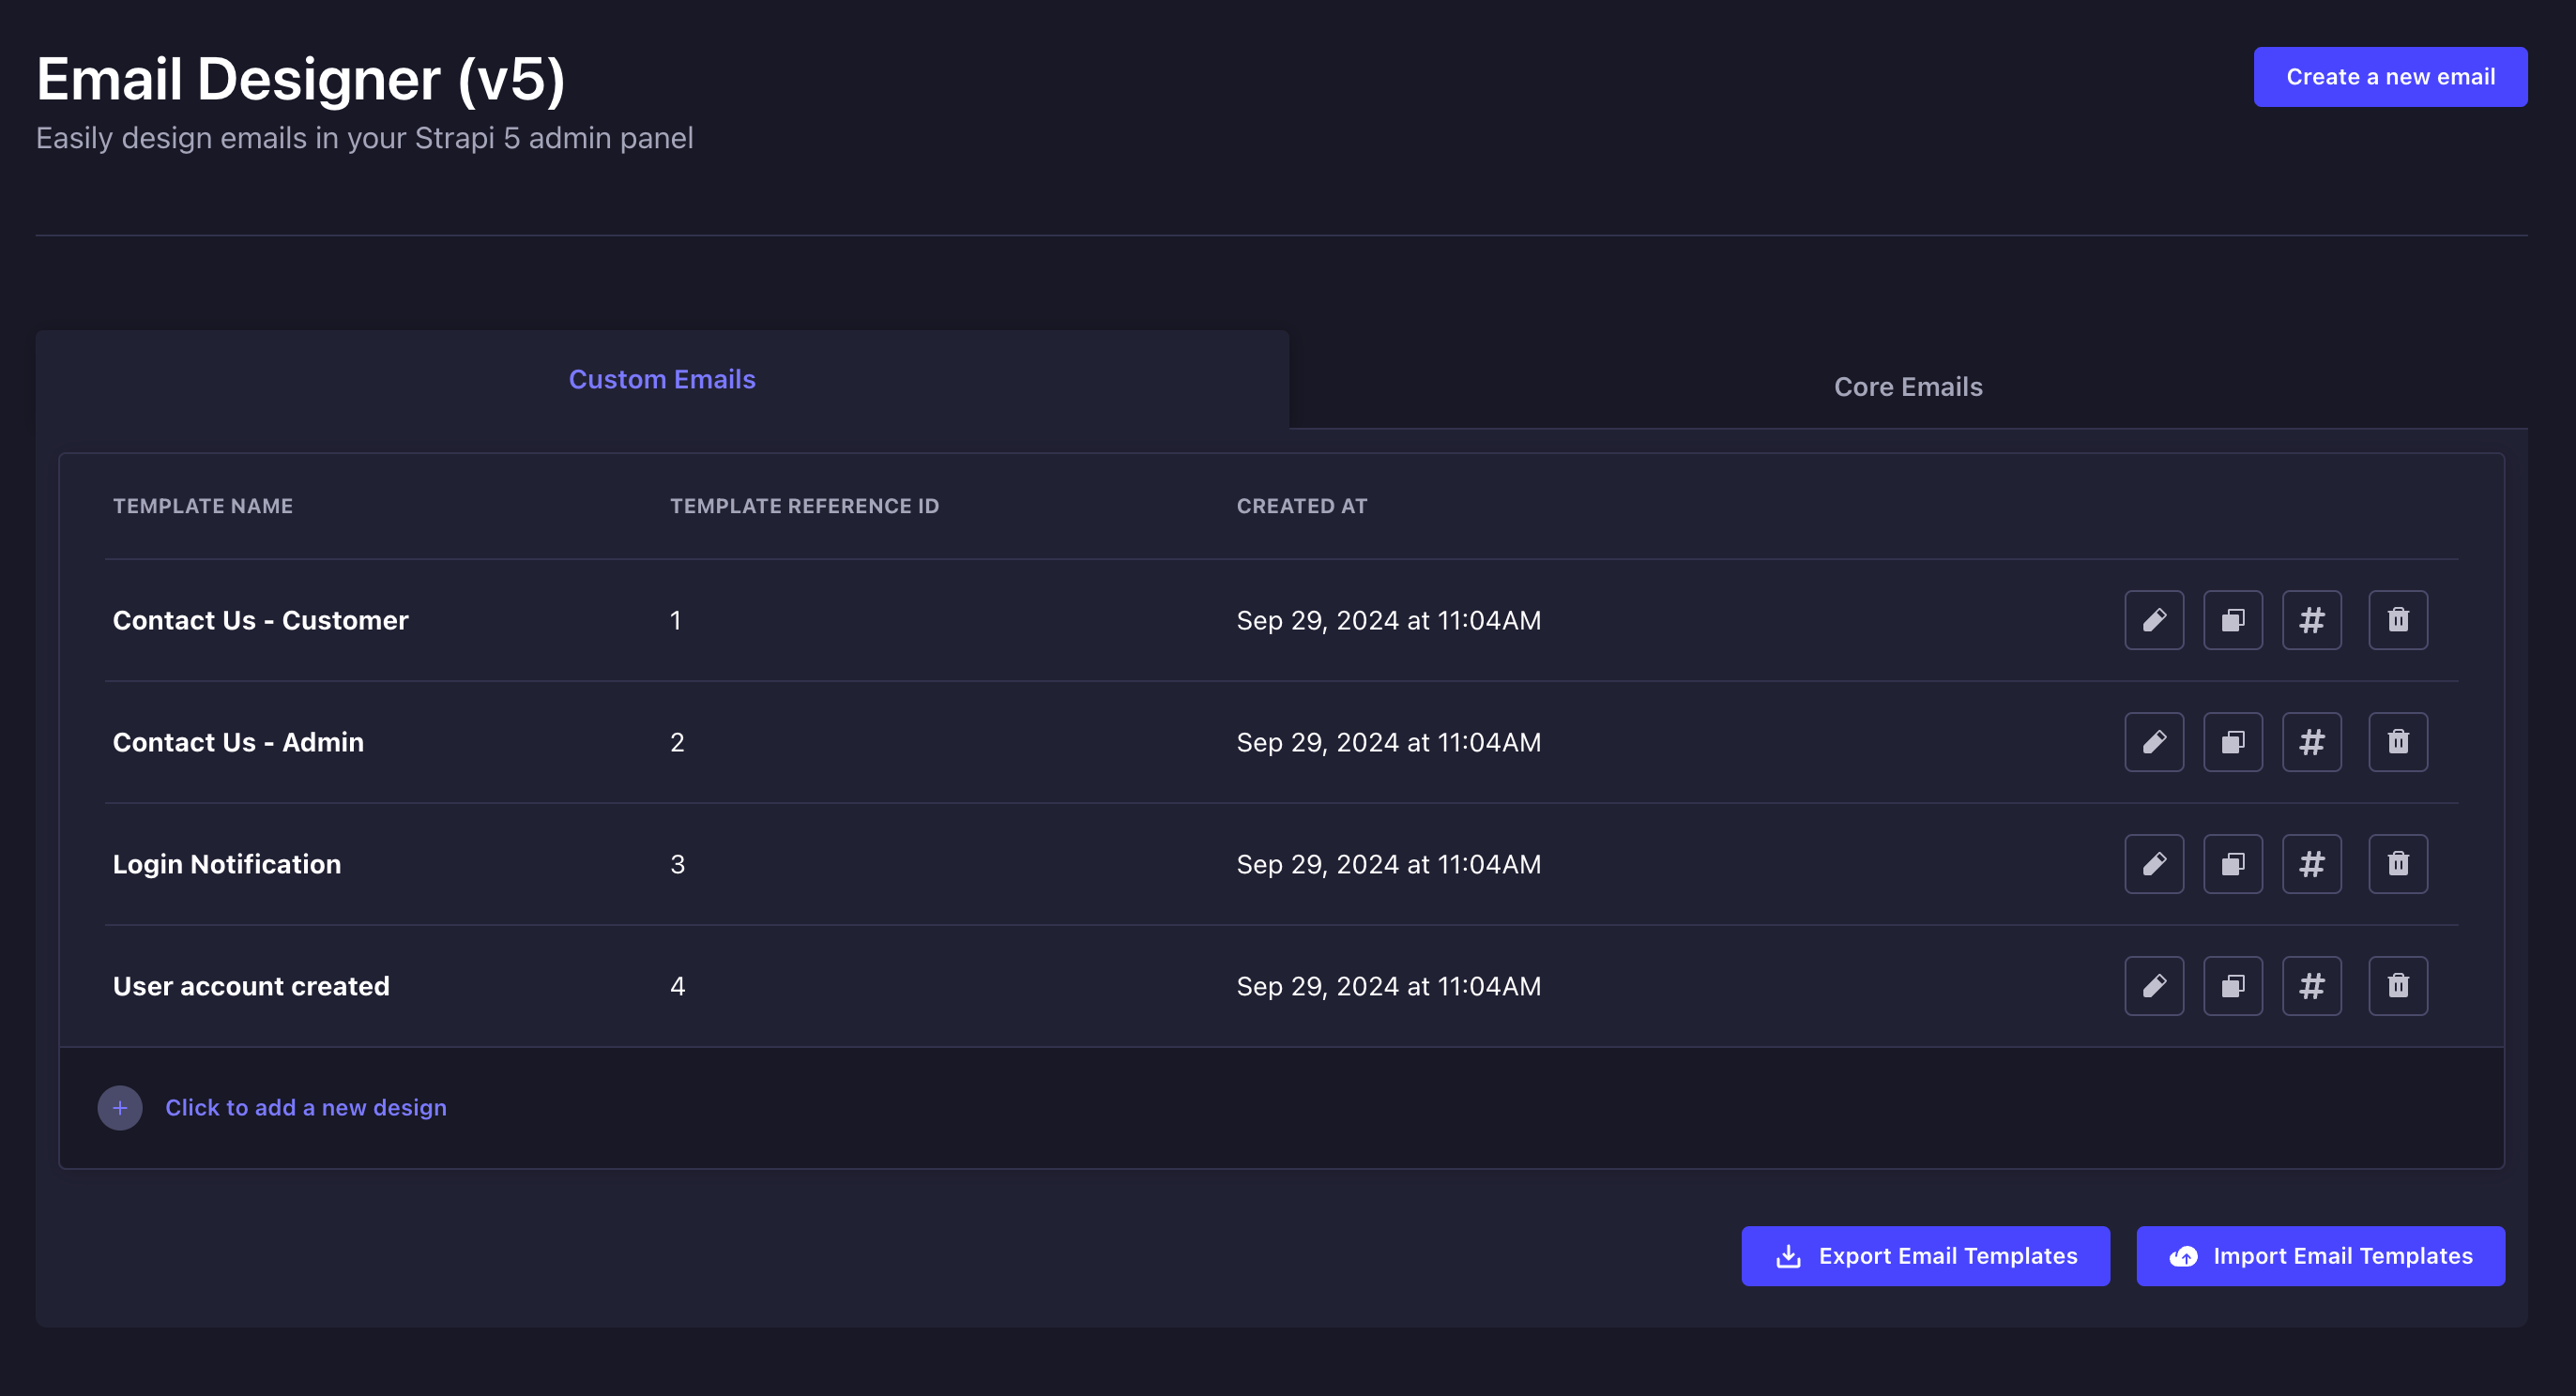 Email Designer (v5)
Create a new email
Easily design emails in your Strapi 5 admin panel
Custom Emails
Core Emails
TEMPLATE NAME TEMPLATE REFERENCE ID CREATED AT
Contact Us - Customer 1 Sep 29, 2024 at 11:04AM
Contact Us - Admin 2 Sep 29, 2024 at 11:04AM
Login Notification 3 Sep 29, 2024 at 11:04AM
User account created 4 Sep 29, 2024 at 11:04AM
Click to add a new design
Export Email Templates
Import Email Templates